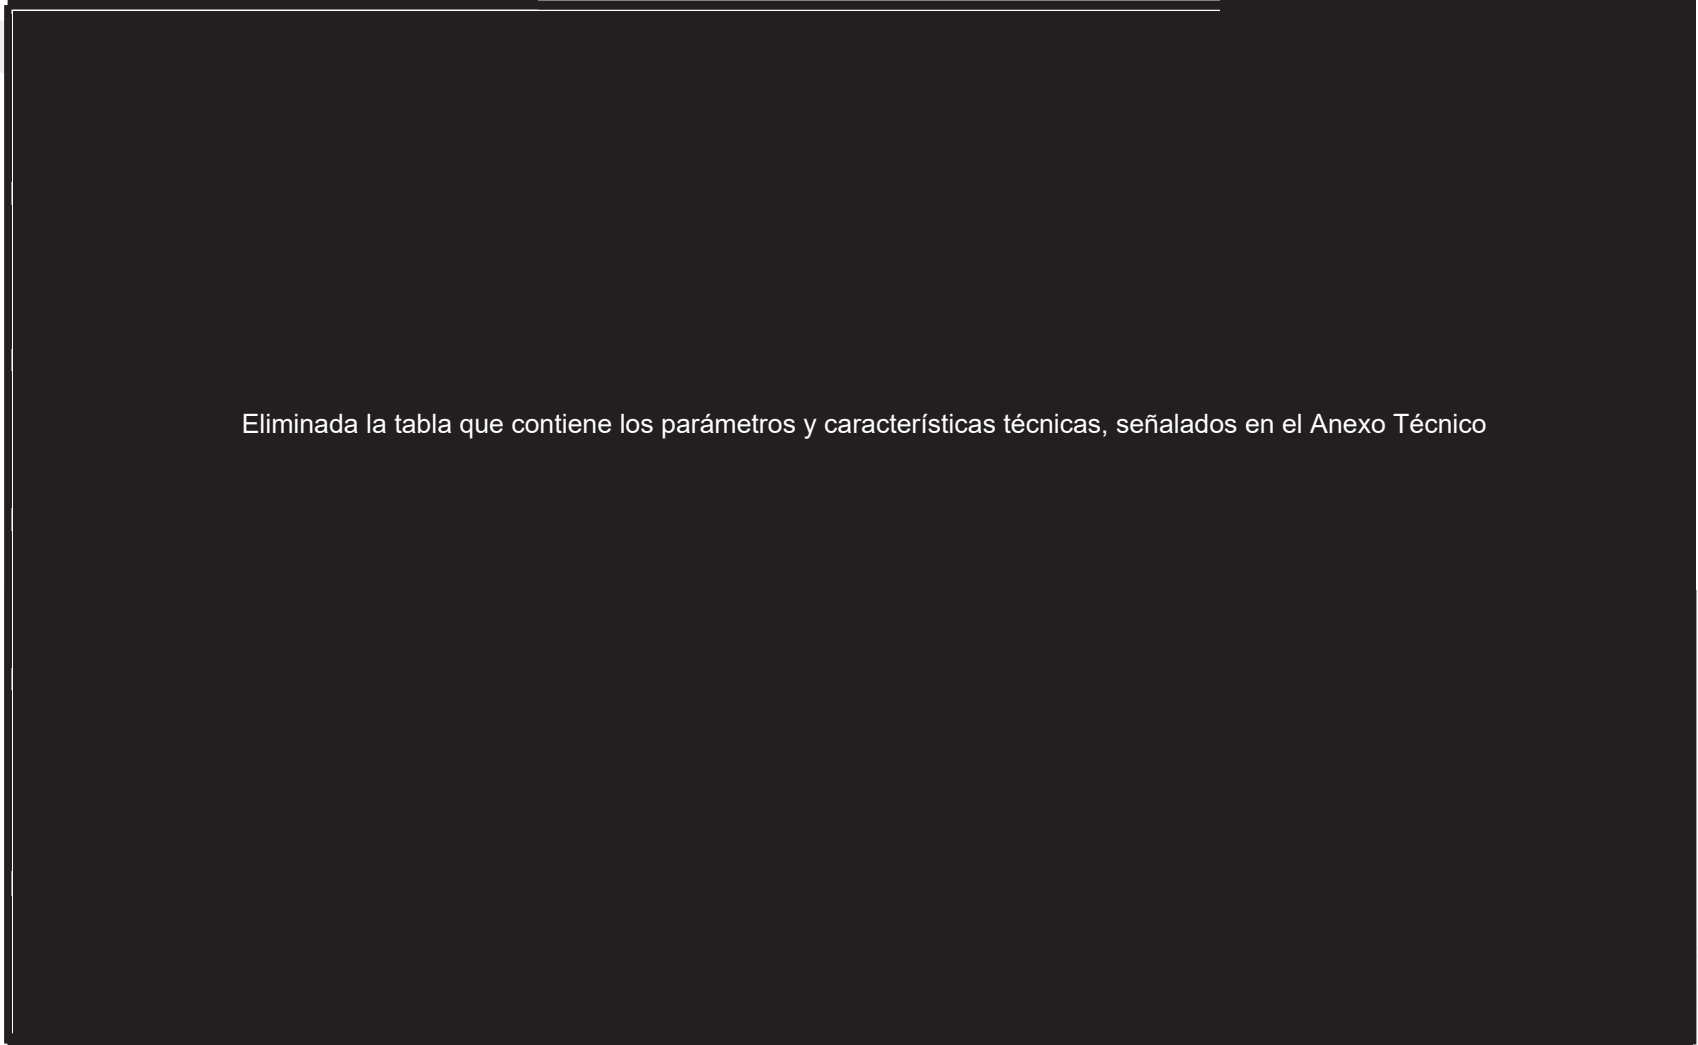 Eliminada la tabla que contiene los parámetros y características técnicas, señalados en el Anexo Técnico